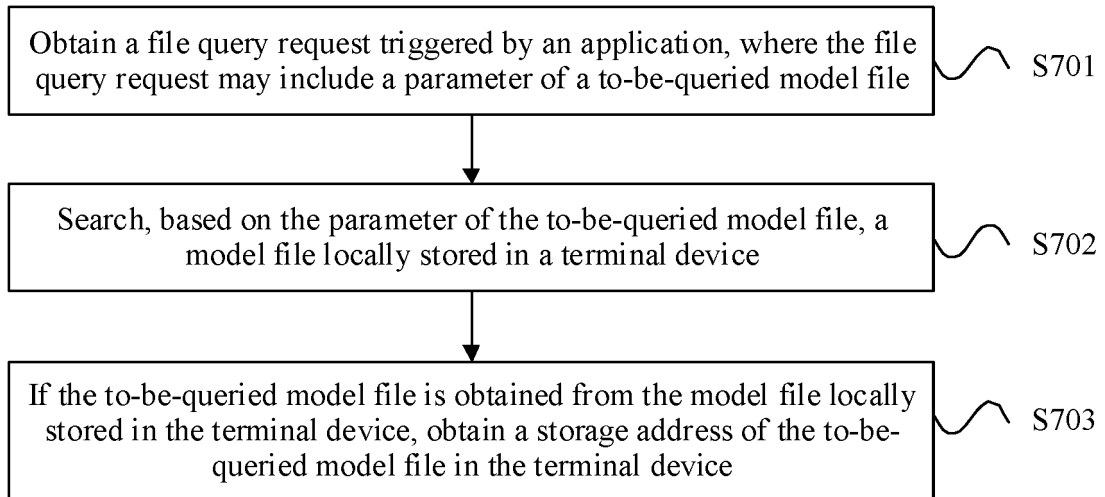 Obtain a file query request triggered by an application, where the file
query request may include a parameter of a to-be-queried model file
S701
Search, based on the parameter of the to-be-queried model file, a
model file locally stored in a terminal device
S702
If the to-be-queried model file is obtained from the model file locally
stored in the terminal device, obtain a storage address of the to-be-
queried model file in the terminal device
S703